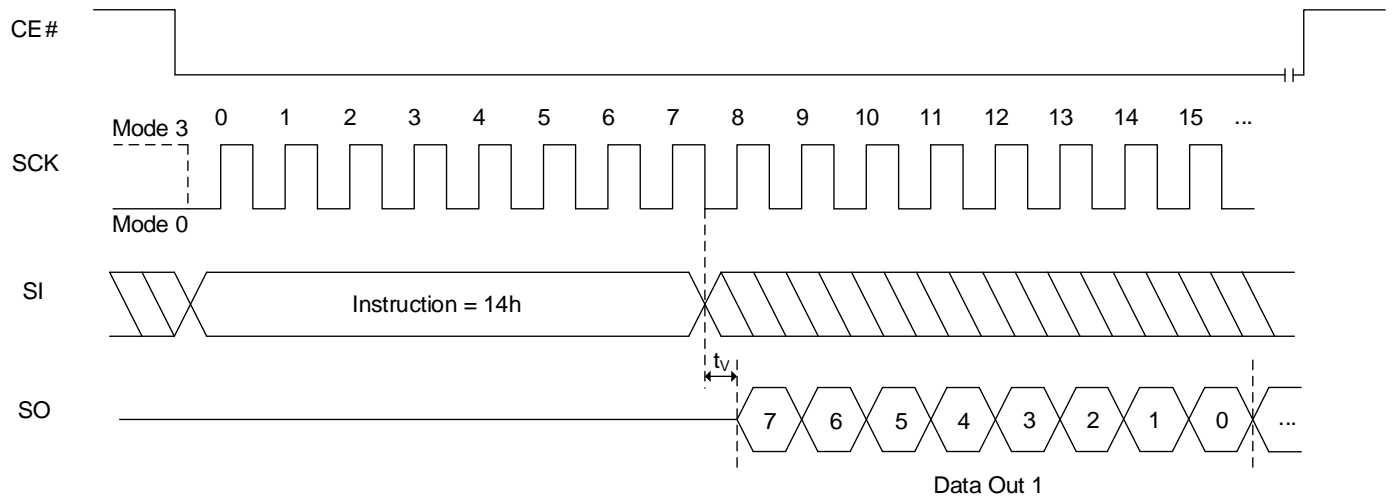 CE#
0 1 2 3 4 5 6 7 8 9 10 11 12 13 14 15 ...
Mode 3
SCK
Mode 0
SI
Instruction = 14h
tV
SO
7 6 5 4 3 2 1 0 ...
Data Out 1